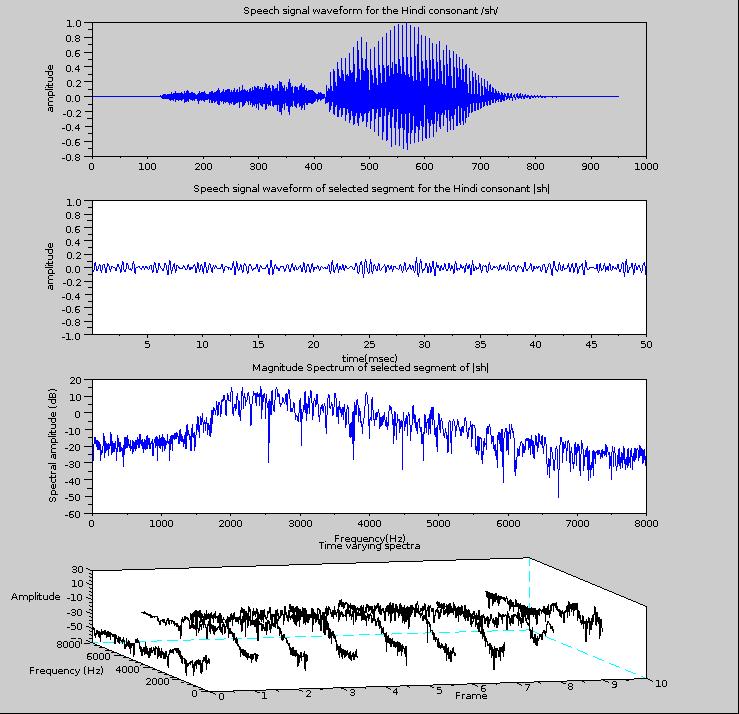 Speech signal waveform for the Hindi consonant /sh/
1.0
0.8
0.6
0.4
0.2
0.0
-0.2
-0.4
-0.6
-0.8
amplitude
0 100 200 300 400 500 600 700 800 900 1000
Speech signal waveform of selected segment for the Hindi consonant |sh|
1.0
0.8
0.6
0.4
0.2
0.0
-0.2
-0.4
-0.6
-0.8
-1.0
amplitude
5 10 15 20 25 30 35 40 45 50
time(msec)
Magnitude Spectrum of selected segment of |sh|
20
10
0
-10
-20
-30
-40
-50
-60
Spectral amplitude (dB)
0 1000 2000 3000 4000 5000 6000 7000 8000
Frequency(Hz)
Time varying spectra
30
10
Amplitude -10
-30
-50
8000
6000
Frequency (Hz) 4000
2000
0
0 1 2 3 4 5 6 7 8 9 10
Frame